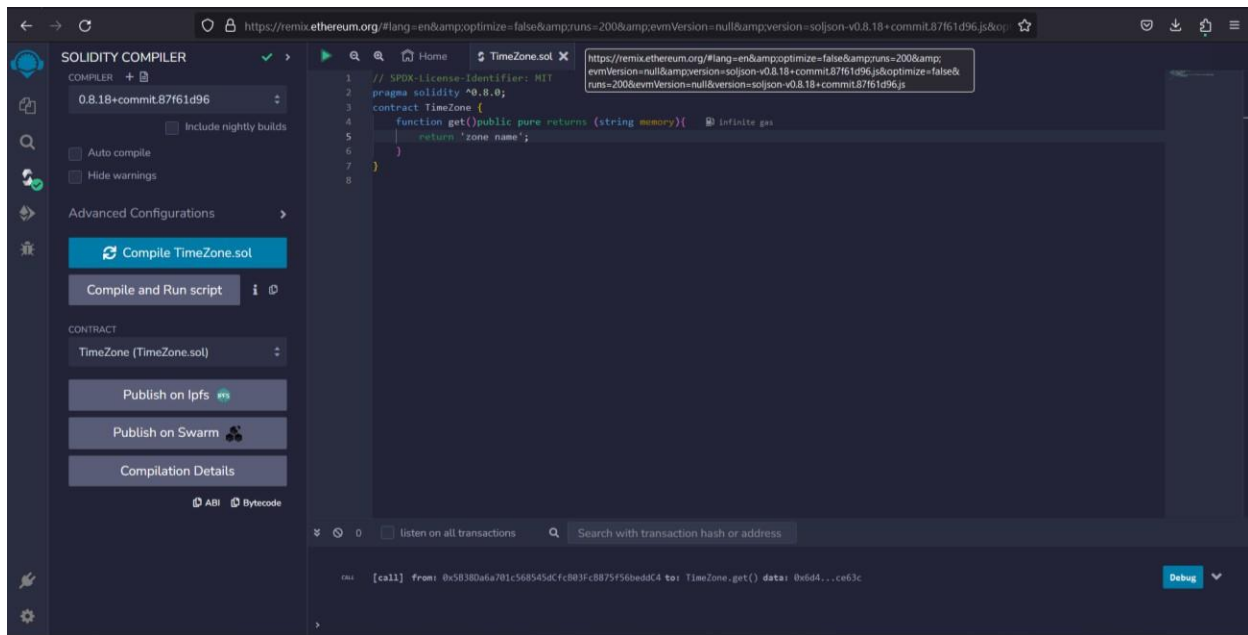 https://remix.ethereum.org/#lang=en&amp;optimize=false&amp;runs=200&amp;evmVersion=null&amp;version=soljson-v0.8.18+commit.87f61d96.js&op
SOLIDITY COMPILER
COMPILER
0.8.18+commit.87f61d96
Include nightly builds
Auto compile
Hide warnings
Advanced Configurations
Compile TimeZone.sol
Compile and Run script
CONTRACT
TimeZone (TimeZone.sol)
Publish on Ipfs
Publish on Swarm
Compilation Details
ABI Bytecode
Home TimeZone.sol
https://remix.ethereum.org/#lang=en&amp;optimize=false&amp;runs=200&amp;
evmVersion=null&amp;version=soljson-v0.8.18+commit.87f61d96.js&optimize=false&
runs=200&evmVersion=null&version=soljson-v0.8.18+commit.87f61d96.js
1 // SPDX-License-Identifier: MIT
2 pragma solidity ^0.8.0;
3 contract TimeZone {
4 function get()public pure returns (string memory){ infinite gas
5 return 'zone name';
6 }
7 }
8
0 listen on all transactions Search with transaction hash or address
CALL [call] from: 0x5B38Da6a701c568545dCfcB03FcB875f56beddC4 to: TimeZone.get() data: 0x6d4...ce63c Debug
>